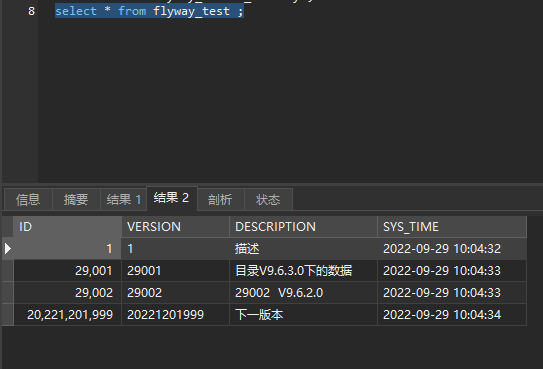 8 select * from flyway_test ;
信息 摘要 结果 1 结果 2 剖析 状态
ID VERSION DESCRIPTION SYS_TIME
1 1 描述 2022-09-29 10:04:32
29,001 29001 目录V9.6.3.0下的数据 2022-09-29 10:04:33
29,002 29002 29002 V9.6.2.0 2022-09-29 10:04:33
20,221,201,999 20221201999 下一版本 2022-09-29 10:04:34